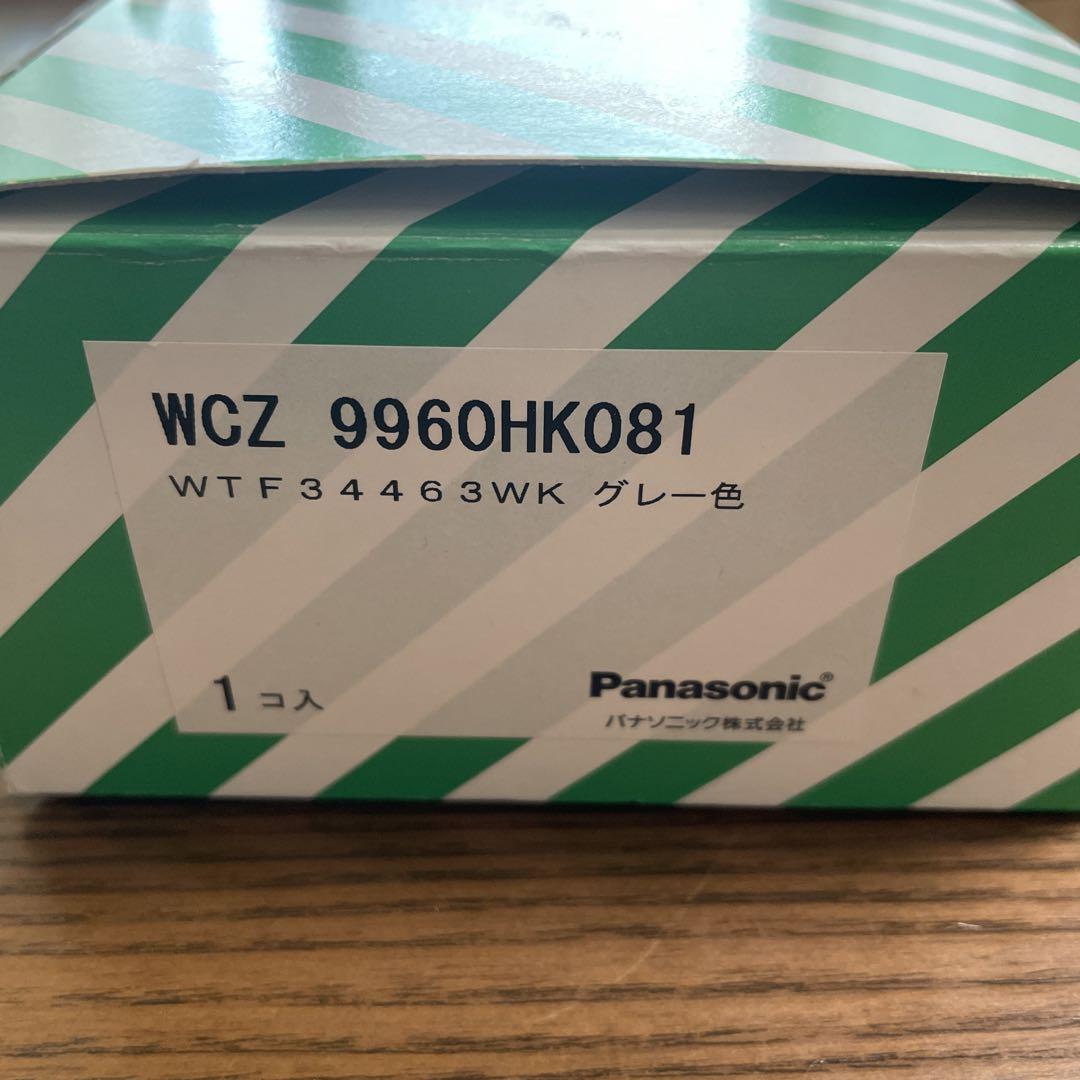 WCZ 9960HK081
ＷＴＦ３４４６３ＷＫ グレー色
1 コ入
Panasonic®
パナソニック株式会社